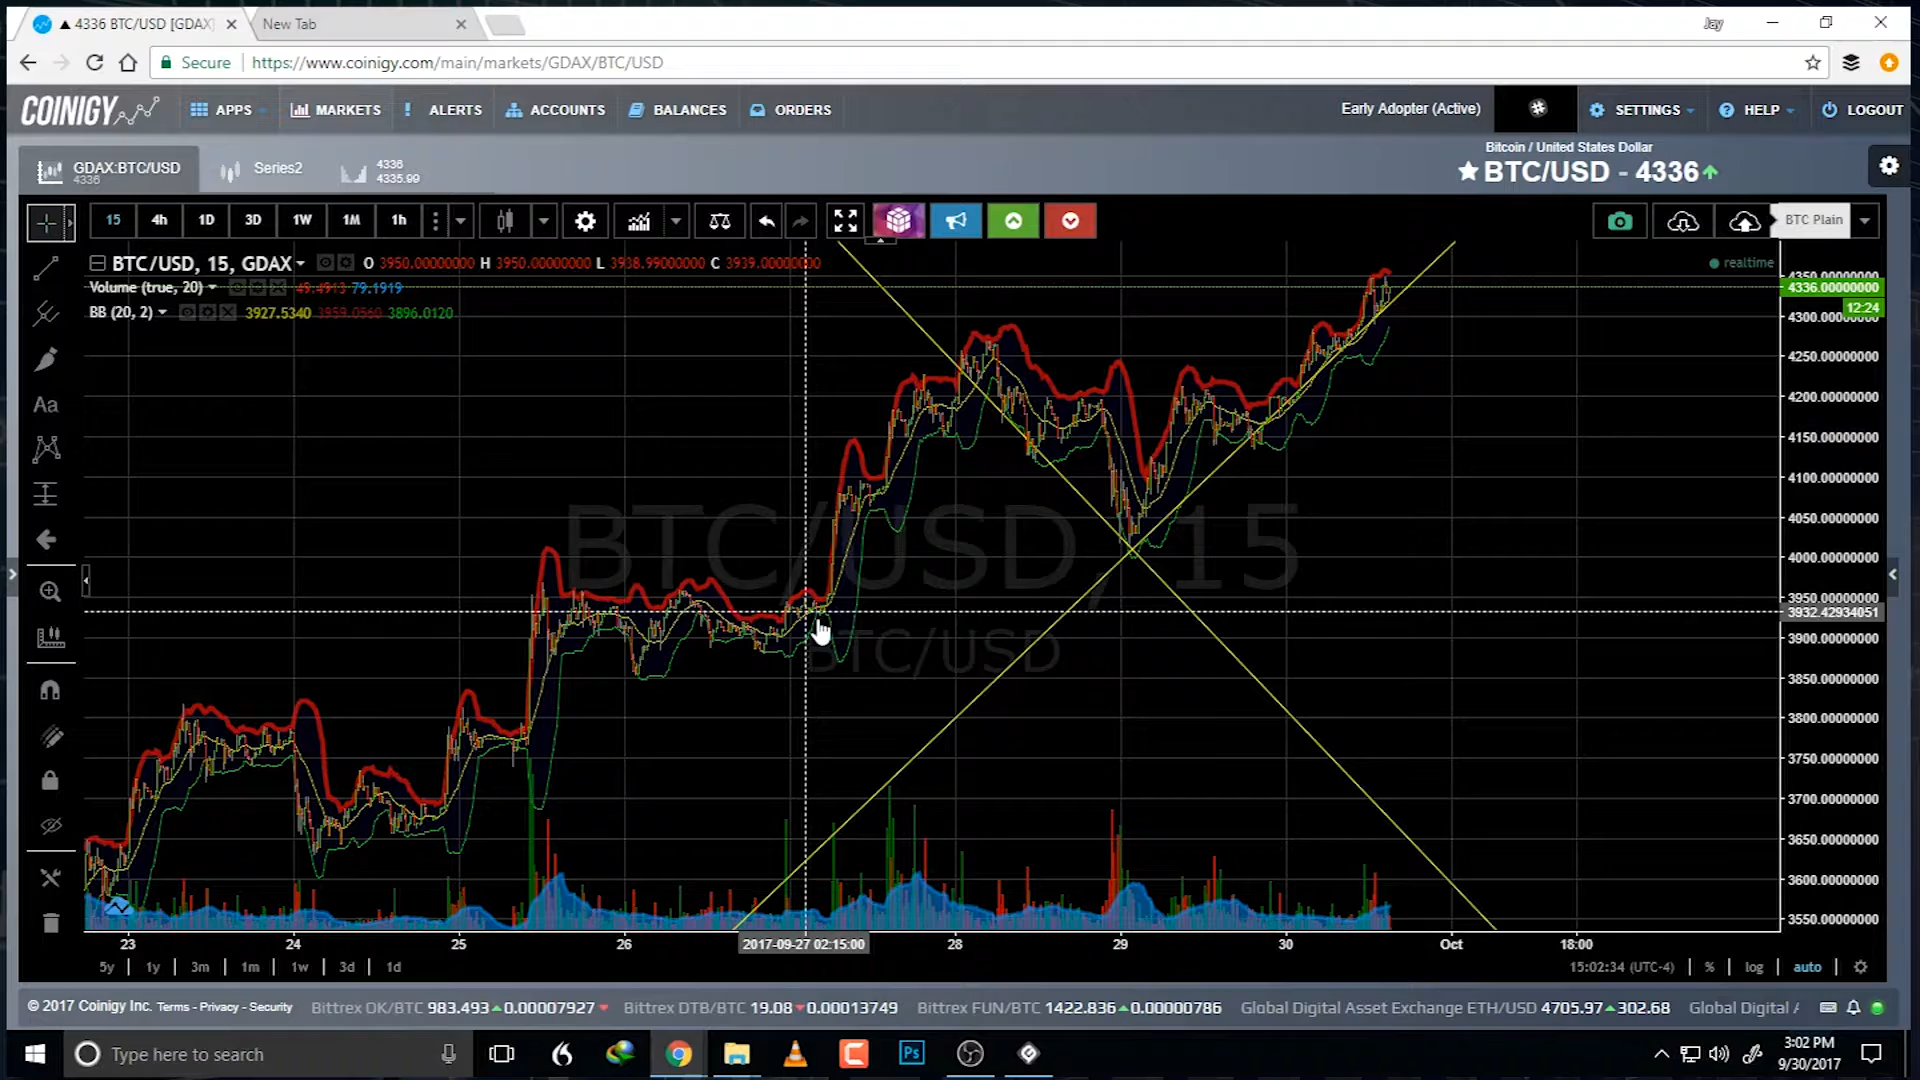 ▲ 4336 BTC/USD [GDAX]
New Tab
Jay
Secure
https://www.coinigy.com/main/markets/GDAX/BTC/USD
COINIGY
APPS
MARKETS
ALERTS
ACCOUNTS
BALANCES
ORDERS
Early Adopter (Active)
SETTINGS
HELP
LOGOUT
GDAX:BTC/USD
4336
Series2
4336
4335.99
Bitcoin / United States Dollar
BTC/USD - 4336
15 4h 1D 3D 1W 1M 1h
BTC Plain
BTC/USD, 15, GDAX
O 3950.00000000 H 3950.00000000 L 3938.99000000 C 3939.00000000
realtime
Volume (true, 20) 49.4913 79.1919
BB (20, 2) 3927.5340 3959.0560 3896.0120
Aa
BTC/USD, 15
BTC/USD
4350.00000000
4336.00000000
12:24
4300.00000000
4250.00000000
4200.00000000
4150.00000000
4100.00000000
4050.00000000
4000.00000000
3950.00000000
3932.42934051
3900.00000000
3850.00000000
3800.00000000
3750.00000000
3700.00000000
3650.00000000
3600.00000000
3550.00000000
23 24 25 26 2017-09-27 02:15:00 28 29 30 Oct 18:00
5y 1y 3m 1m 1w 3d 1d
15:02:34 (UTC-4) % log auto
© 2017 Coinigy Inc. Terms - Privacy - Security
Bittrex OK/BTC 983.493 0.00007927
Bittrex DTB/BTC 19.08 0.00013749
Bittrex FUN/BTC 1422.836 0.00000786
Global Digital Asset Exchange ETH/USD 4705.97 302.68
Global Digital
Type here to search
Ps
3:02 PM
9/30/2017